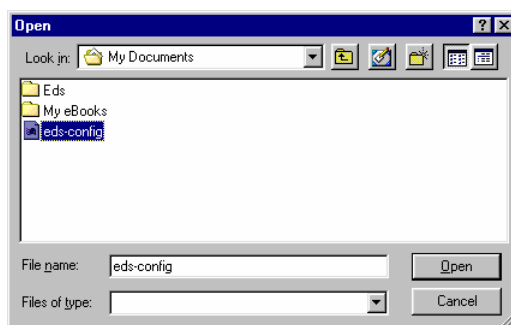 Open
Look in: My Documents
Eds
My eBooks
eds-config
File name: eds-config Open
Files of type: Cancel